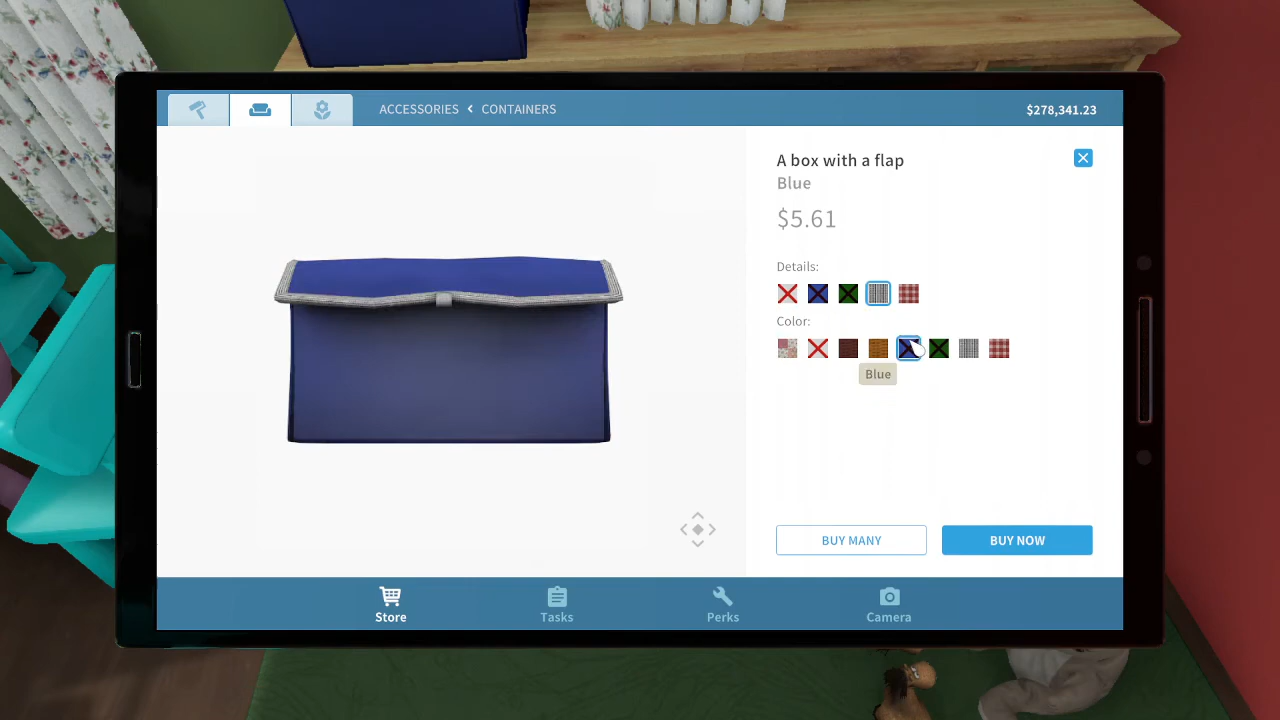 ACCESSORIES < CONTAINERS
$278,341.23
A box with a flap
Blue
$5.61
Details:
Color:
Blue
BUY MANY
BUY NOW
Store
Tasks
Perks
Camera